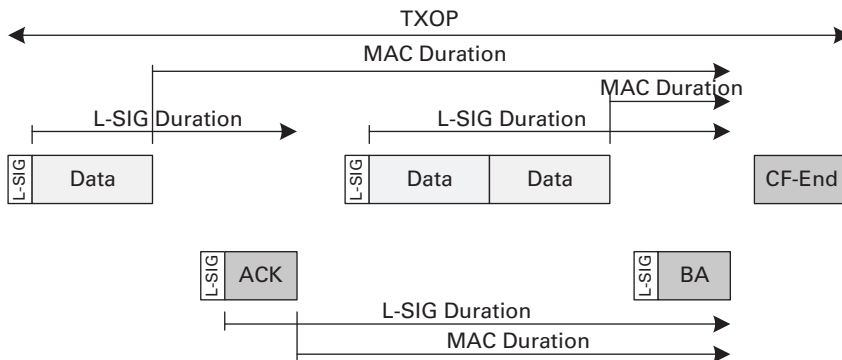 TXOP
MAC Duration
MAC Duration
L-SIG Duration
L-SIG Duration
L-SIG
Data
L-SIG
Data
Data
CF-End
L-SIG
ACK
L-SIG
BA
L-SIG Duration
MAC Duration